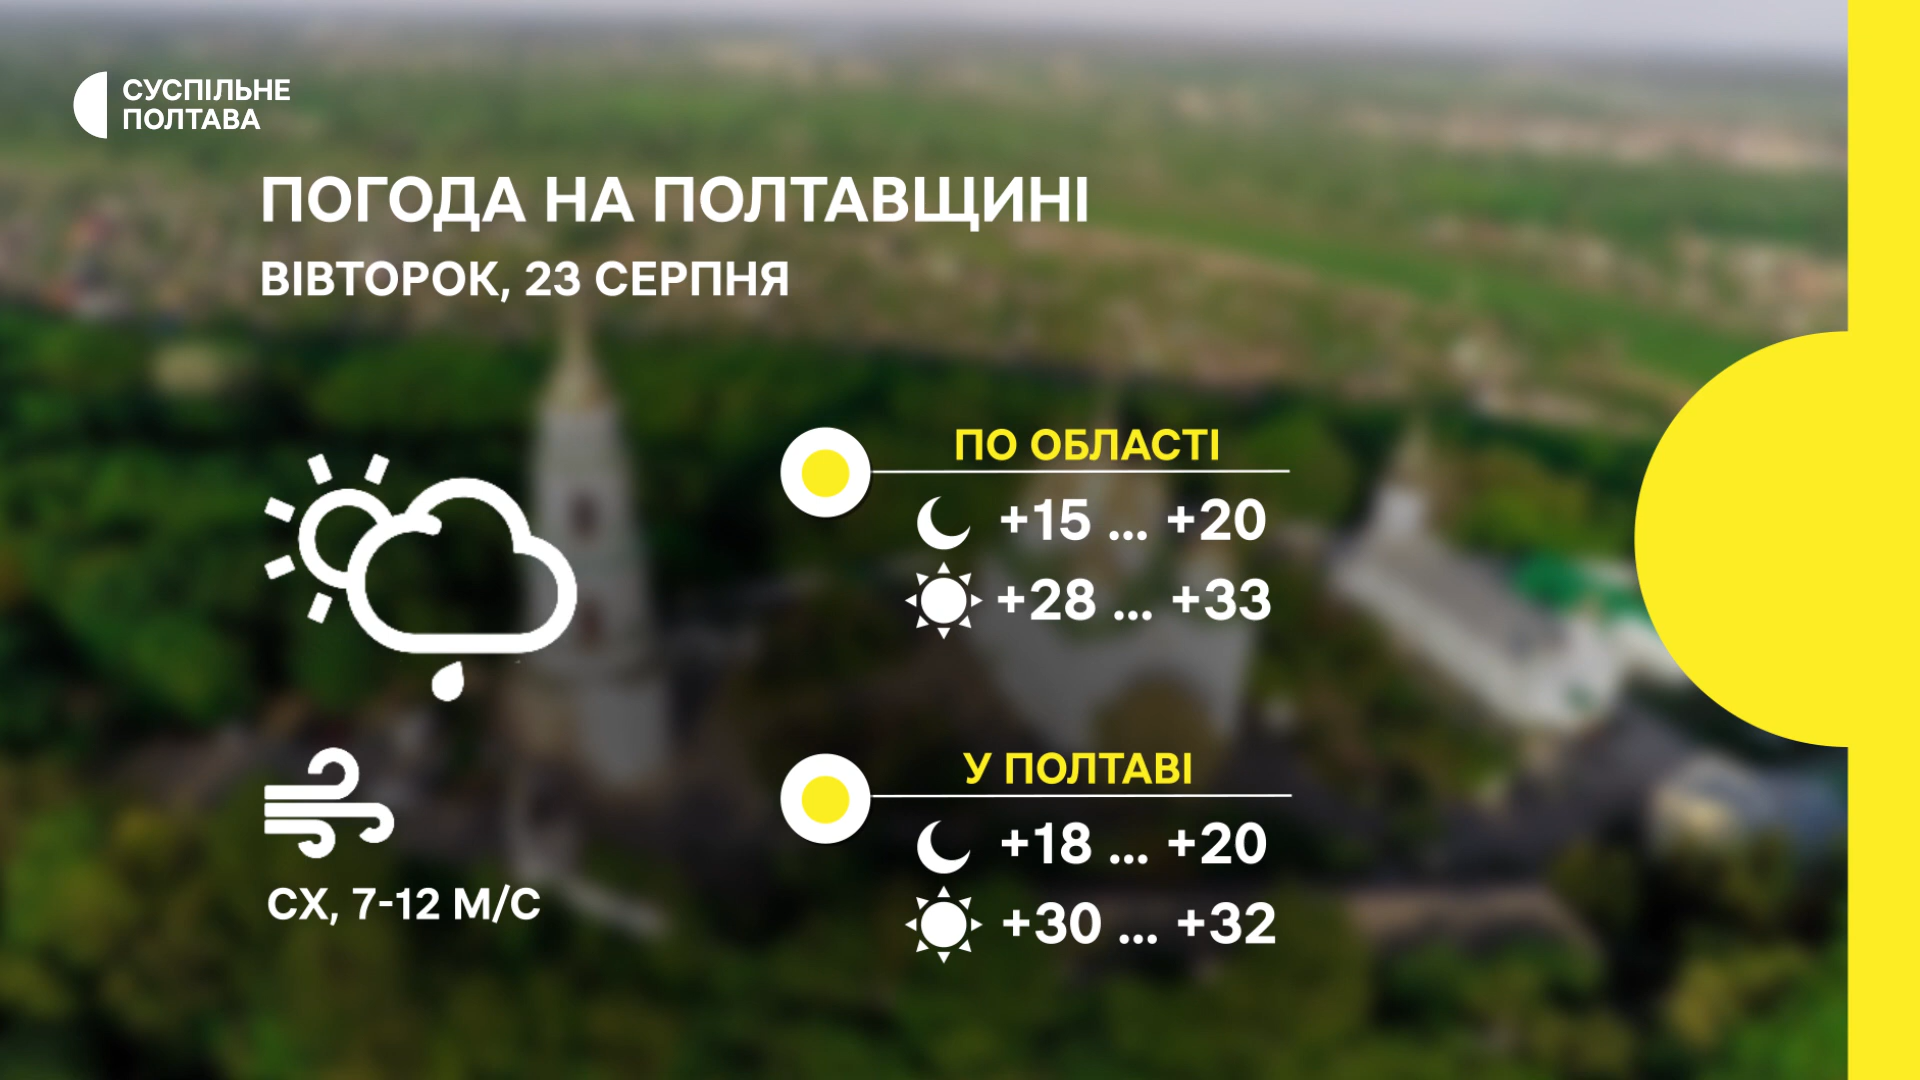 СУСПІЛЬНЕ
ПОЛТАВА
ПОГОДА НА ПОЛТАВЩИНІ
ВІВТОРОК, 23 СЕРПНЯ
ПО ОБЛАСТІ
+15 ... +20
+28 ... +33
СХ, 7-12 М/С
У ПОЛТАВІ
+18 ... +20
+30 ... +32